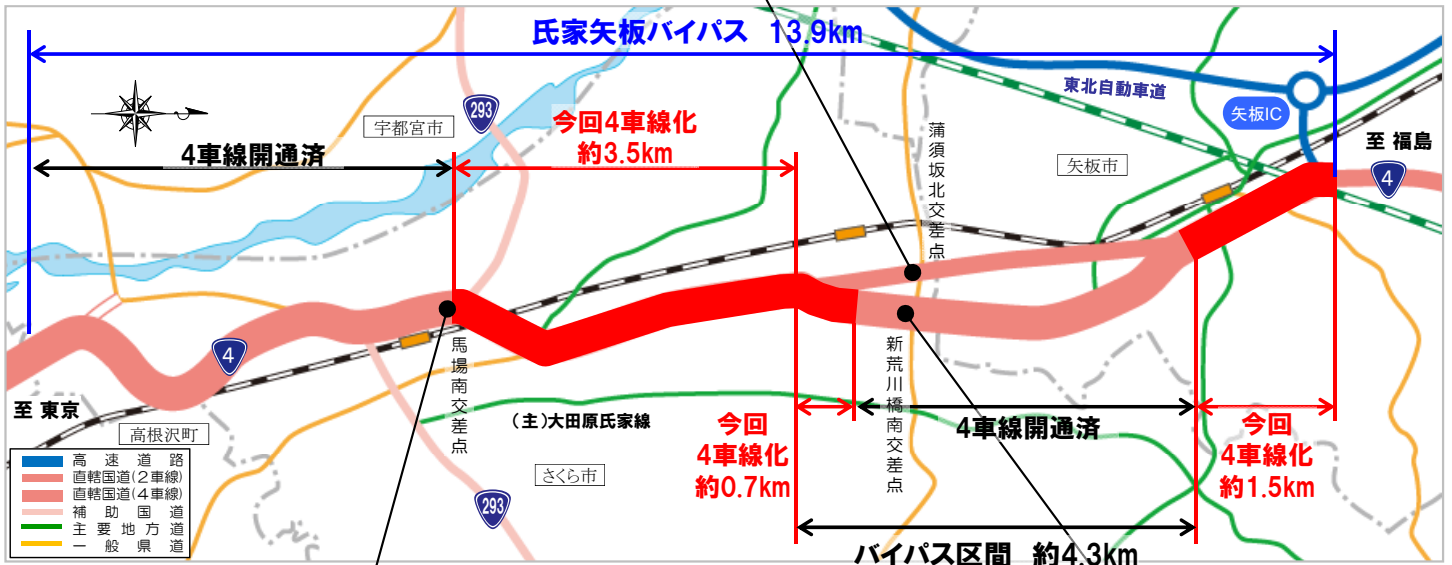 氏家矢板バイパス 13.9km
東北自動車道
矢板IC
至 福島
4
宇都宮市
293
今回4車線化
約3.5km
4車線開通済
蒲須坂北交差点
矢板市
4
至 東京
高根沢町
馬場南交差点
(主)大田原氏家線
さくら市
293
新荒川橋南交差点
今回
4車線化
約0.7km
4車線開通済
今回
4車線化
約1.5km
バイパス区間 約4.3km
高速道路
直轄国道(2車線)
直轄国道(4車線)
補助国道
主要地方道
一般県道